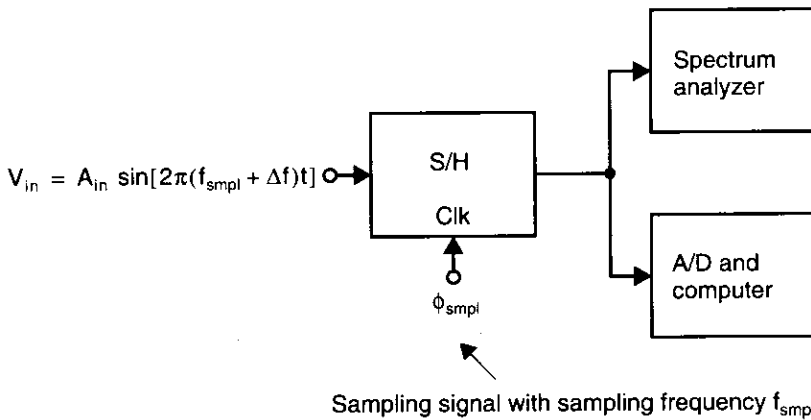 Spectrum
analyzer
V_in = A_in sin[2π(f_smpl + Δf)t]
S/H
Clk
ϕ_smpl
A/D and
computer
Sampling signal with sampling frequency f_smpl